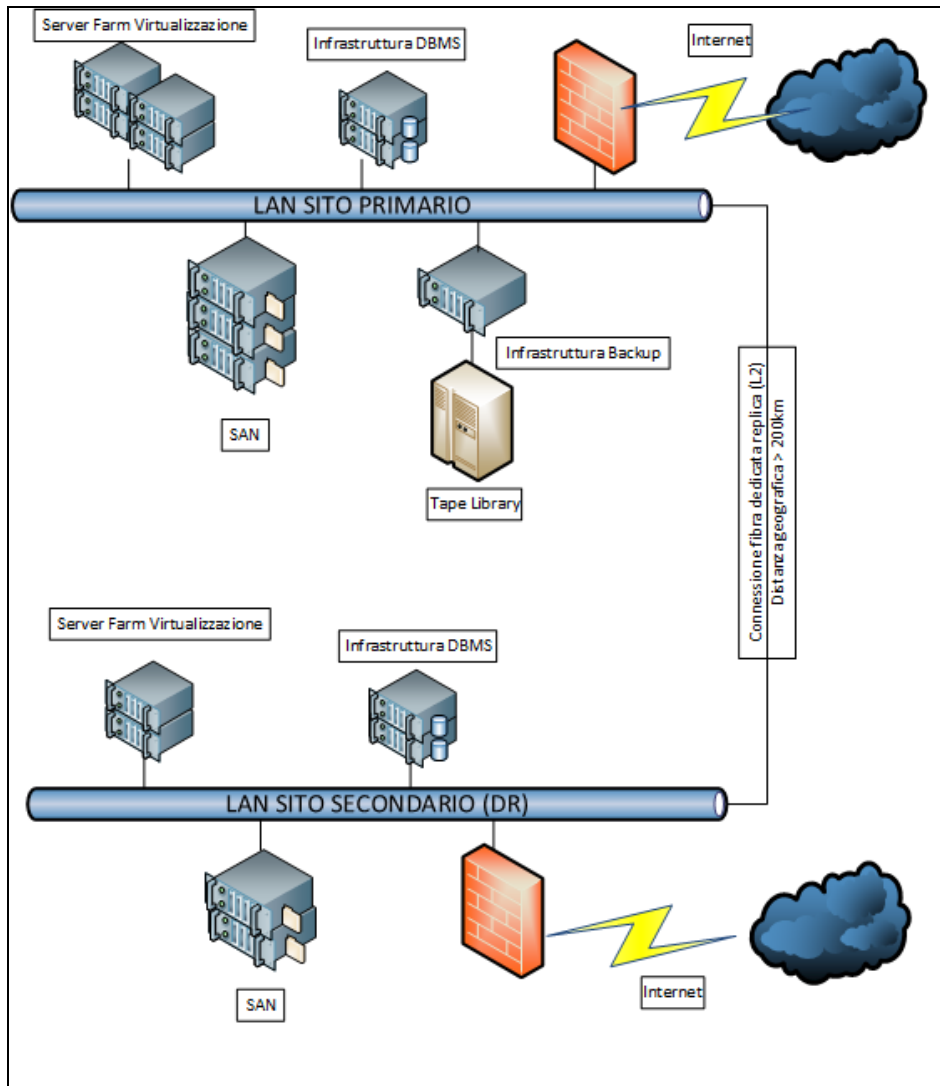 Server Farm Virtualizzazione
Infrastruttura DBMS
Internet
LAN SITO PRIMARIO
Infrastruttura Backup
SAN
Tape Library
Connessione fibra dedicata replica (L2)
Distanza geografica > 200km
Server Farm Virtualizzazione
Infrastruttura DBMS
LAN SITO SECONDARIO (DR)
SAN
Internet